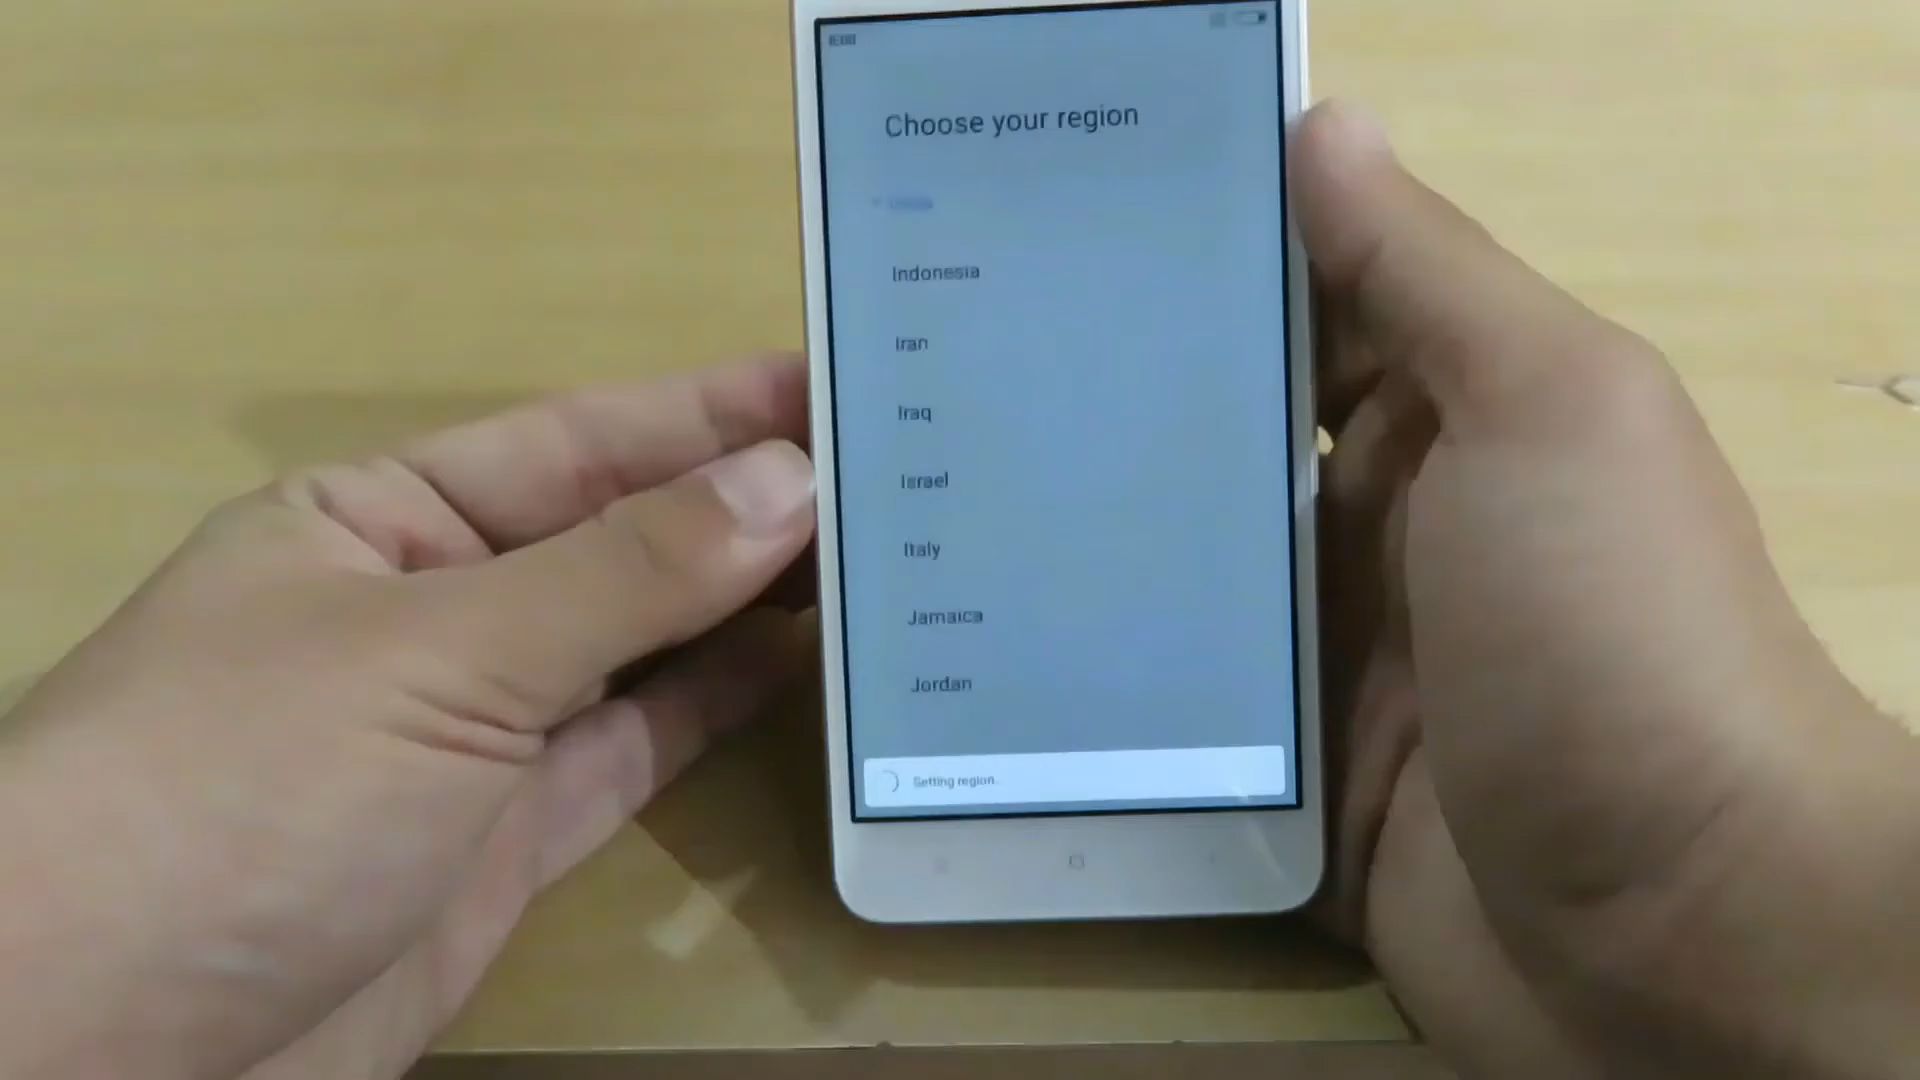 Choose your region
Indonesia
Iran
Iraq
Israel
Italy
Jamaica
Jordan
Setting region...